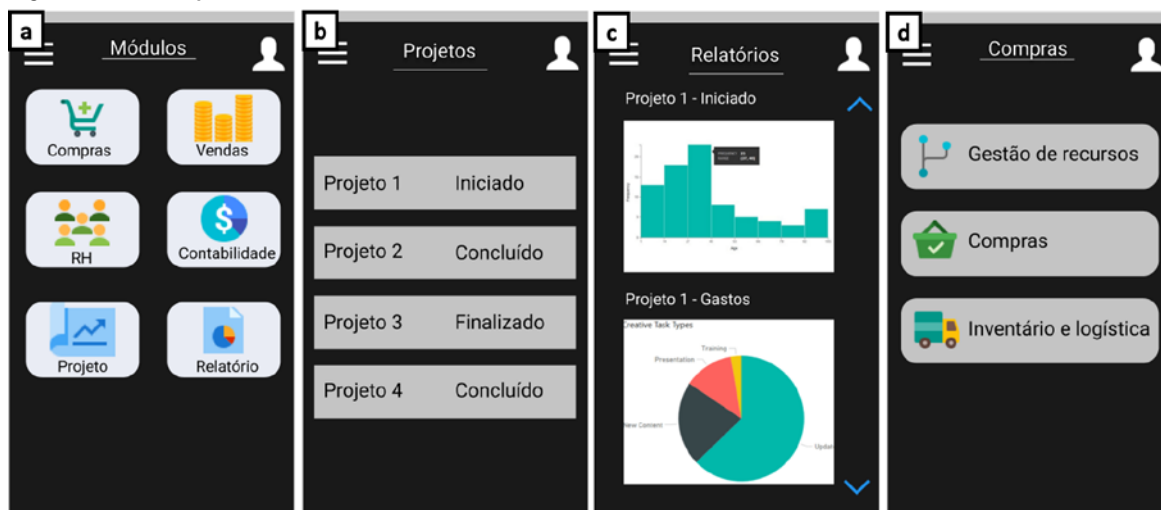 a
Módulos
Compras
Vendas
RH
Contabilidade
Projeto
Relatório
b
Projetos
Projeto 1 Iniciado
Projeto 2 Concluído
Projeto 3 Finalizado
Projeto 4 Concluído
c
Relatórios
Projeto 1 - Iniciado
Age
Projeto 1 - Gastos
Creative Task Types
Training
Presentation
New Content
Updat
d
Compras
Gestão de recursos
Compras
Inventário e logística